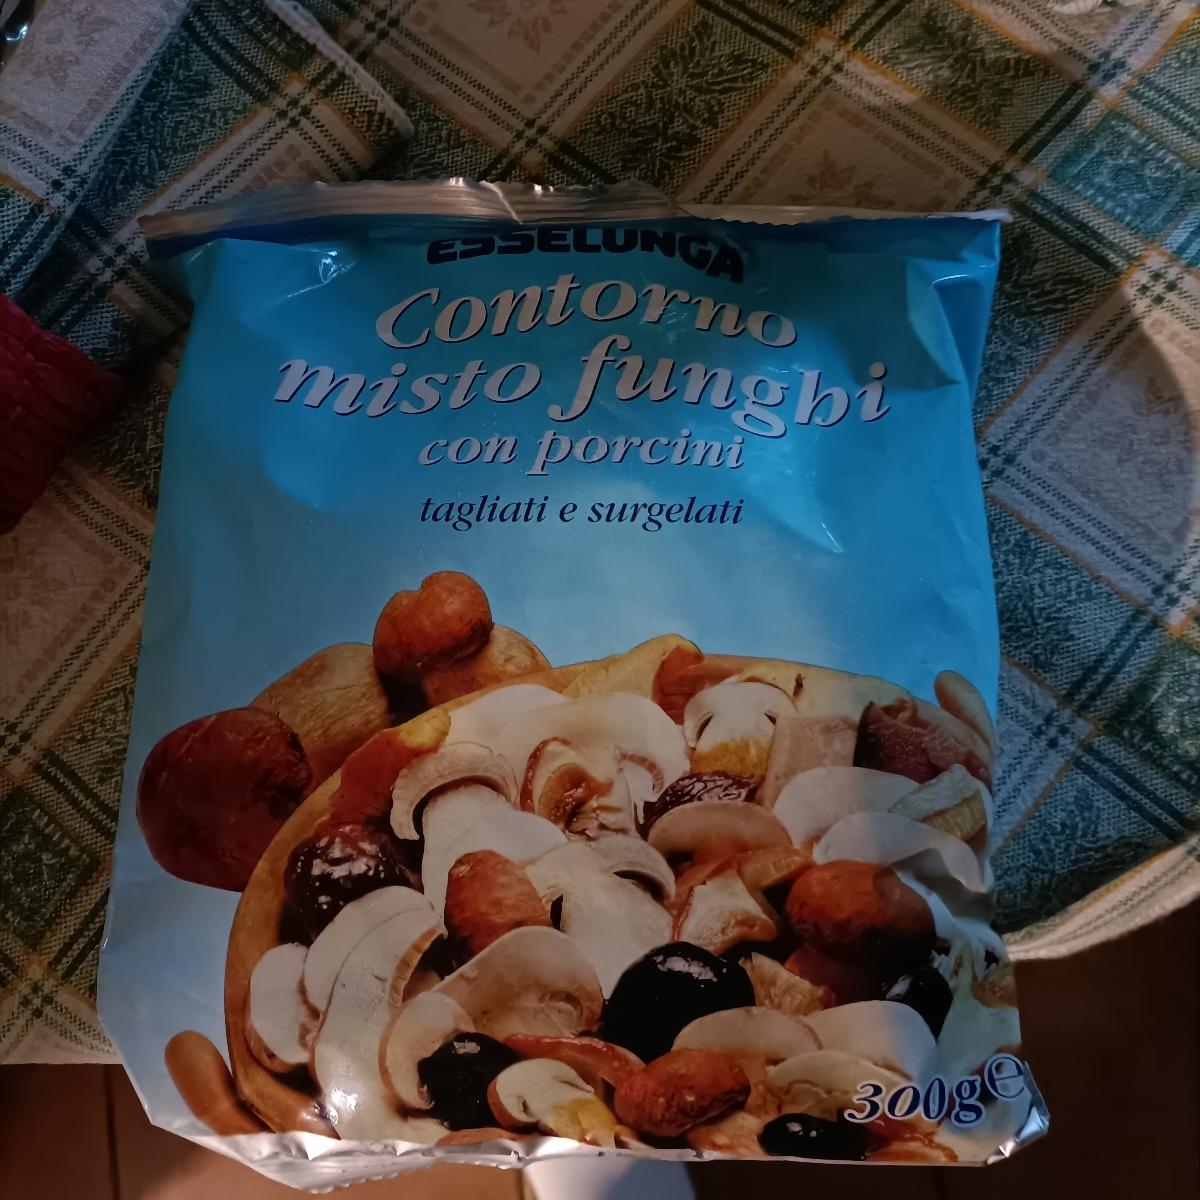 ESSELUNGA
Contorno
misto funghi
con porcini
tagliati e surgelati
300g e